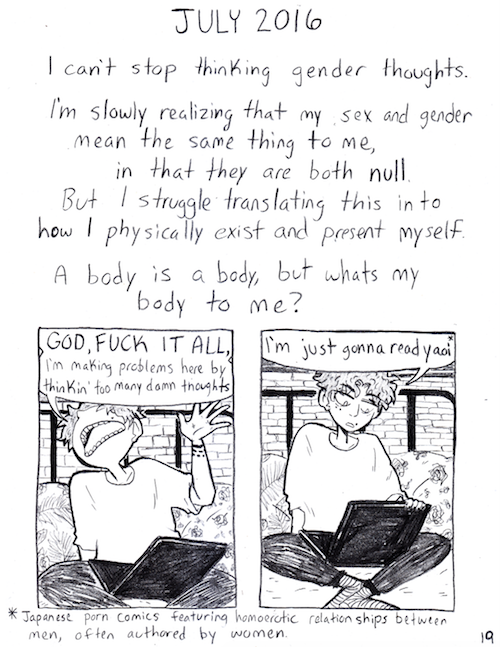 JULY 2016
I can't stop thinking gender thoughts.
I'm slowly realizing that my sex and gender
mean the same thing to me,
in that they are both null.
But I struggle translating this in to
how I physically exist and present myself.
A body is a body, but whats my
body to me?
GOD, FUCK IT ALL,
I'm making problems here by
thinkin' too many damn thoughts
I'm just gonna read yaoi*
* Japanese porn comics featuring homoerotic relationships between
men, often authored by women.
19